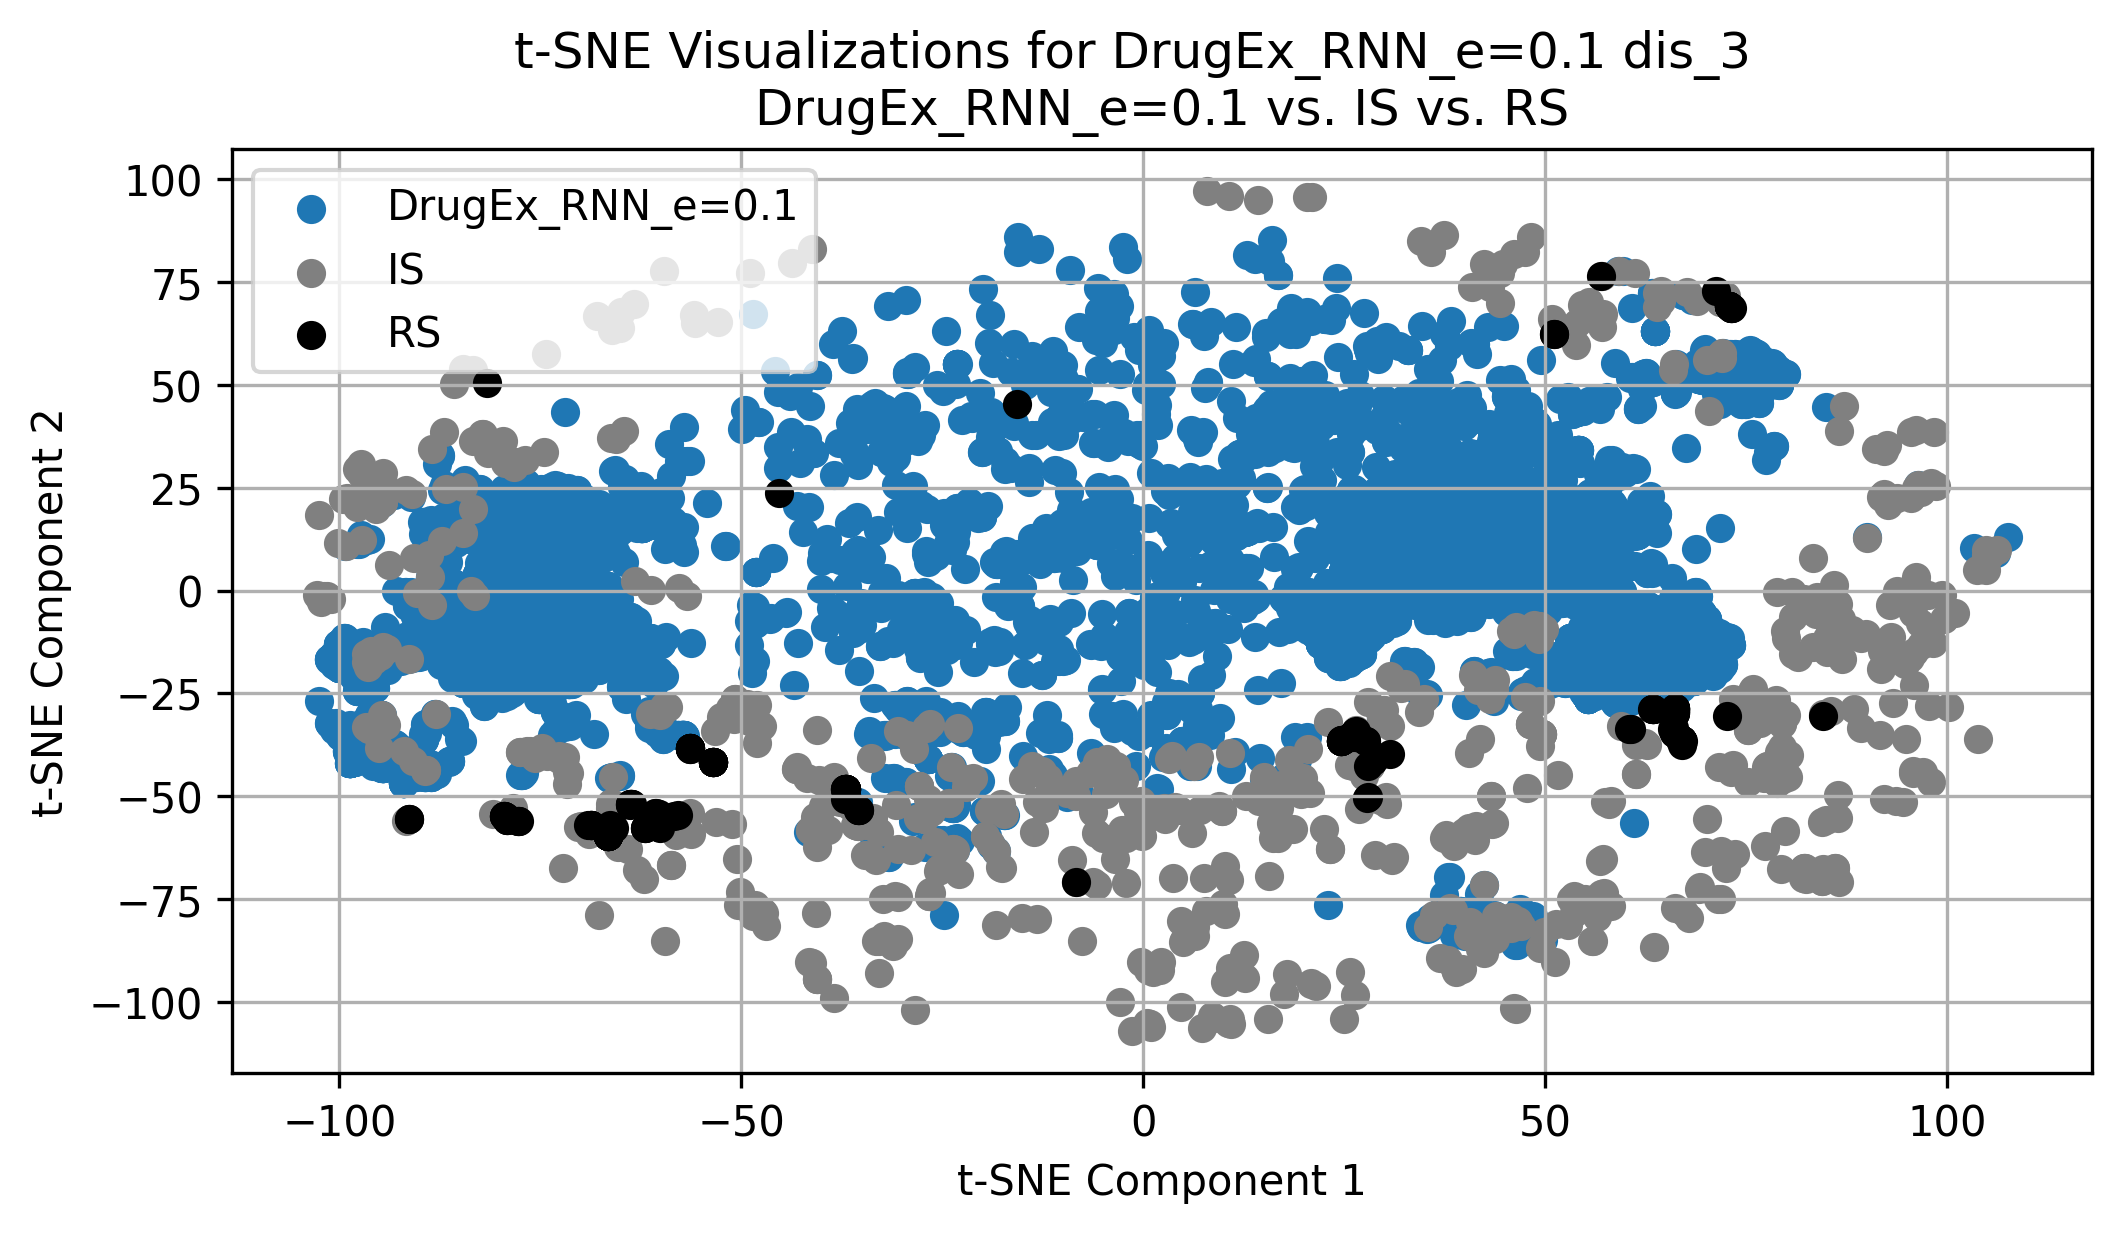 t-SNE Visualizations for DrugEx_RNN_e=0.1 dis_3
DrugEx_RNN_e=0.1 vs. IS vs. RS
DrugEx_RNN_e=0.1
IS
RS
100
75
50
25
0
−25
−50
−75
−100
t-SNE Component 2
−100
−50
0
50
100
t-SNE Component 1